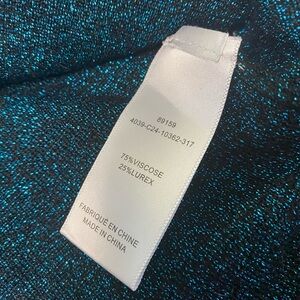 89159
4039-C24-10362-317
75%VISCOSE
25%LUREX
FABRIQUÉ EN CHINE
MADE IN CHINA